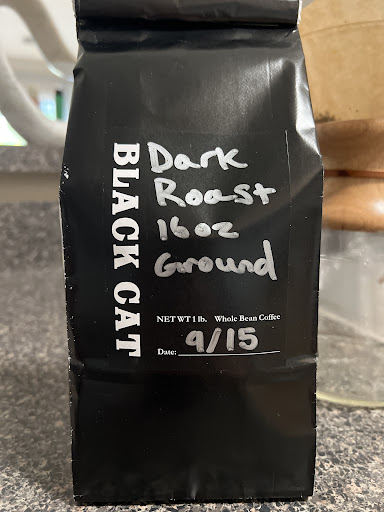 BLACK CAT
Dark
Roast
16oz
Ground
NET WT 1 lb. Whole Bean Coffee
Date: 9/15